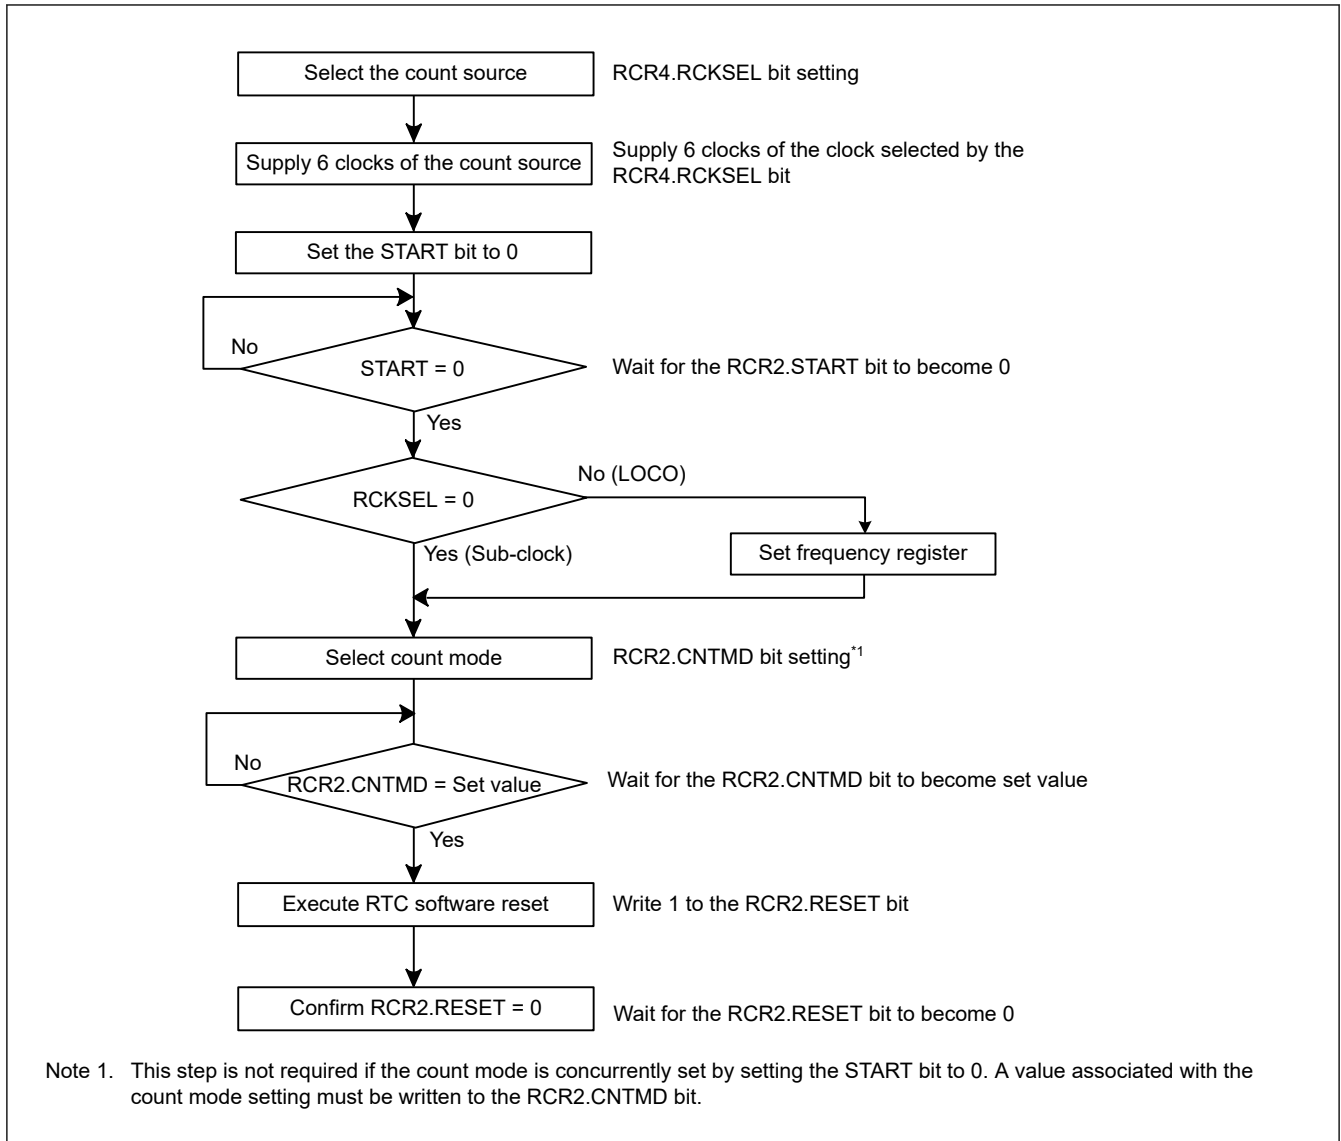 Select the count source
RCR4.RCKSEL bit setting
Supply 6 clocks of the count source
Supply 6 clocks of the clock selected by the
RCR4.RCKSEL bit
Set the START bit to 0
No
START = 0
Wait for the RCR2.START bit to become 0
Yes
No (LOCO)
RCKSEL = 0
Set frequency register
Yes (Sub-clock)
Select count mode
RCR2.CNTMD bit setting*1
No
RCR2.CNTMD = Set value
Wait for the RCR2.CNTMD bit to become set value
Yes
Execute RTC software reset
Write 1 to the RCR2.RESET bit
Confirm RCR2.RESET = 0
Wait for the RCR2.RESET bit to become 0
Note 1. This step is not required if the count mode is concurrently set by setting the START bit to 0. A value associated with the
count mode setting must be written to the RCR2.CNTMD bit.